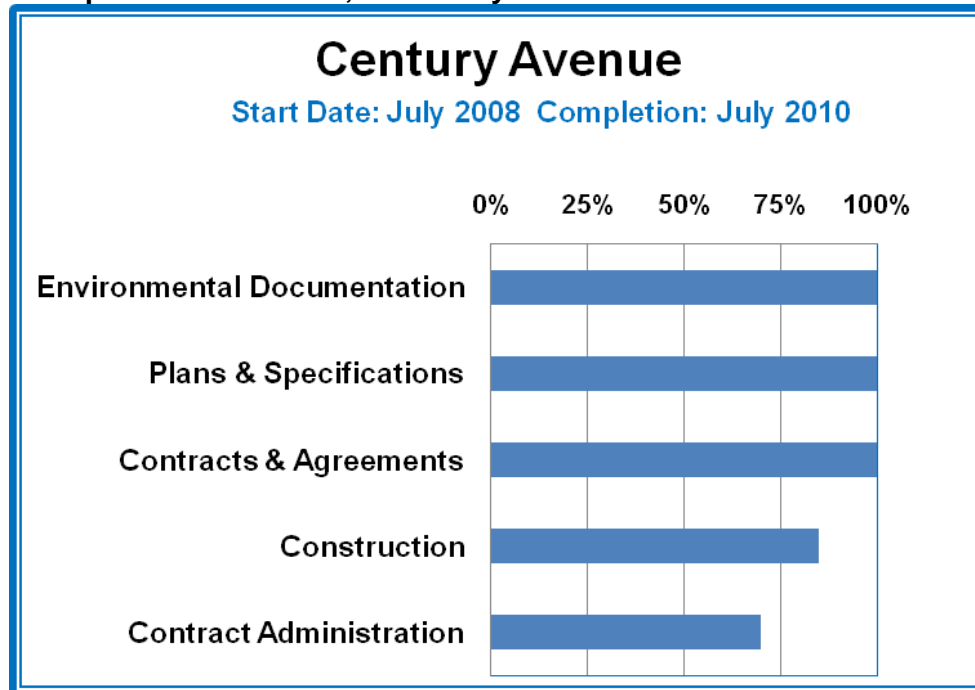 Century Avenue
Start Date: July 2008 Completion: July 2010
0% 25% 50% 75% 100%
Environmental Documentation
Plans & Specifications
Contracts & Agreements
Construction
Contract Administration